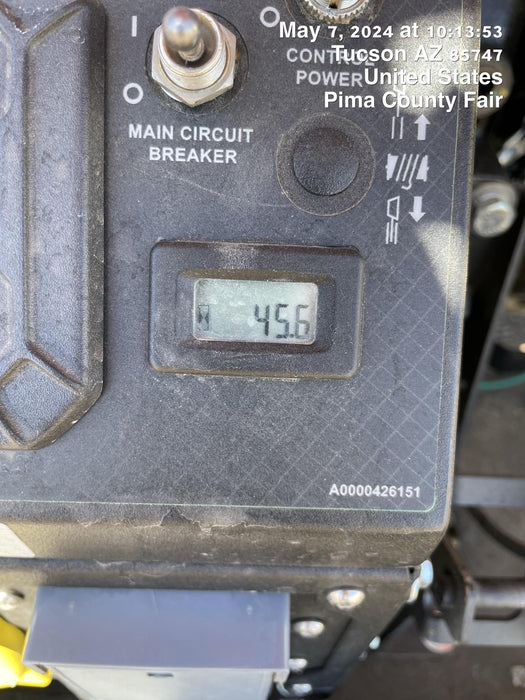 May 7, 2024 at 10:13:53
Tucson AZ 85747
United States
Pima County Fair
I
O
O
CONTROL
POWER
MAIN CIRCUIT
BREAKER
45.6
A0000426151